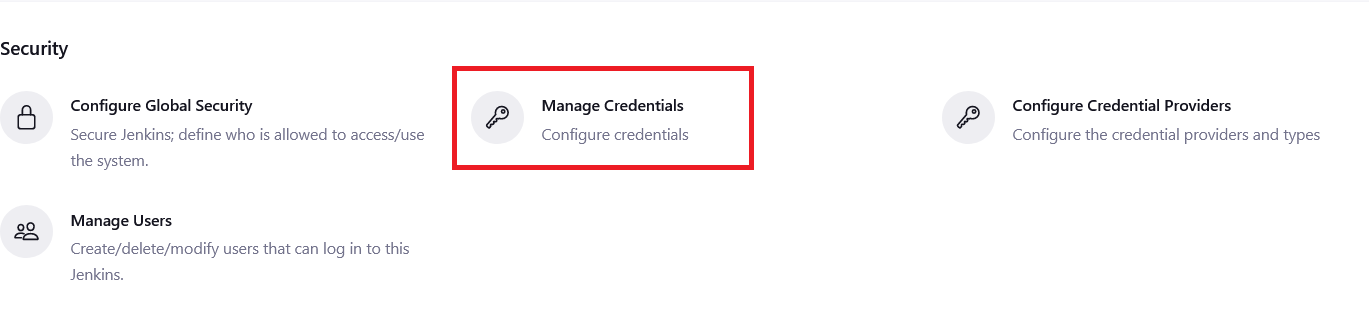 Security
Configure Global Security
Secure Jenkins; define who is allowed to access/use
the system.
Manage Credentials
Configure credentials
Configure Credential Providers
Configure the credential providers and types
Manage Users
Create/delete/modify users that can log in to this
Jenkins.